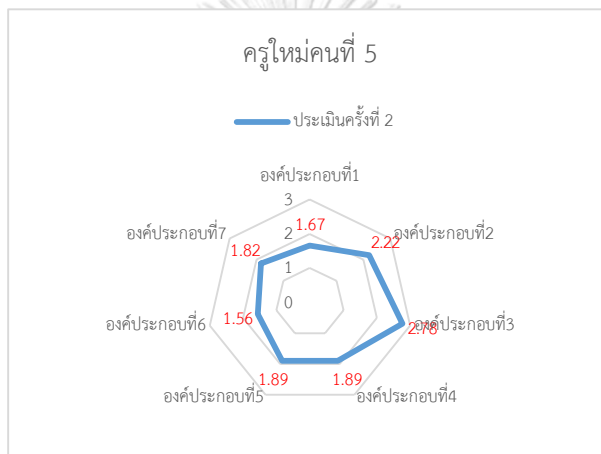 ครูใหม่คนที่ 5
ประเมินครั้งที่ 2
องค์ประกอบที่1
3
1.67
2
1
0
องค์ประกอบที่2
2.22
องค์ประกอบที่3
2.78
องค์ประกอบที่4
1.89
องค์ประกอบที่5
1.89
องค์ประกอบที่6
1.56
องค์ประกอบที่7
1.82